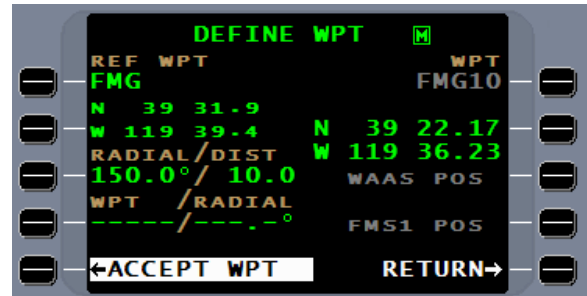 DEFINE WPT M
REF WPT WPT
FMG FMG10
N 39 31.9
W 119 39.4 N 39 22.17
RADIAL/DIST W 119 36.23
150.0°/ 10.0 WAAS POS
WPT /RADIAL
-----/---.-° FMS1 POS
←ACCEPT WPT RETURN→